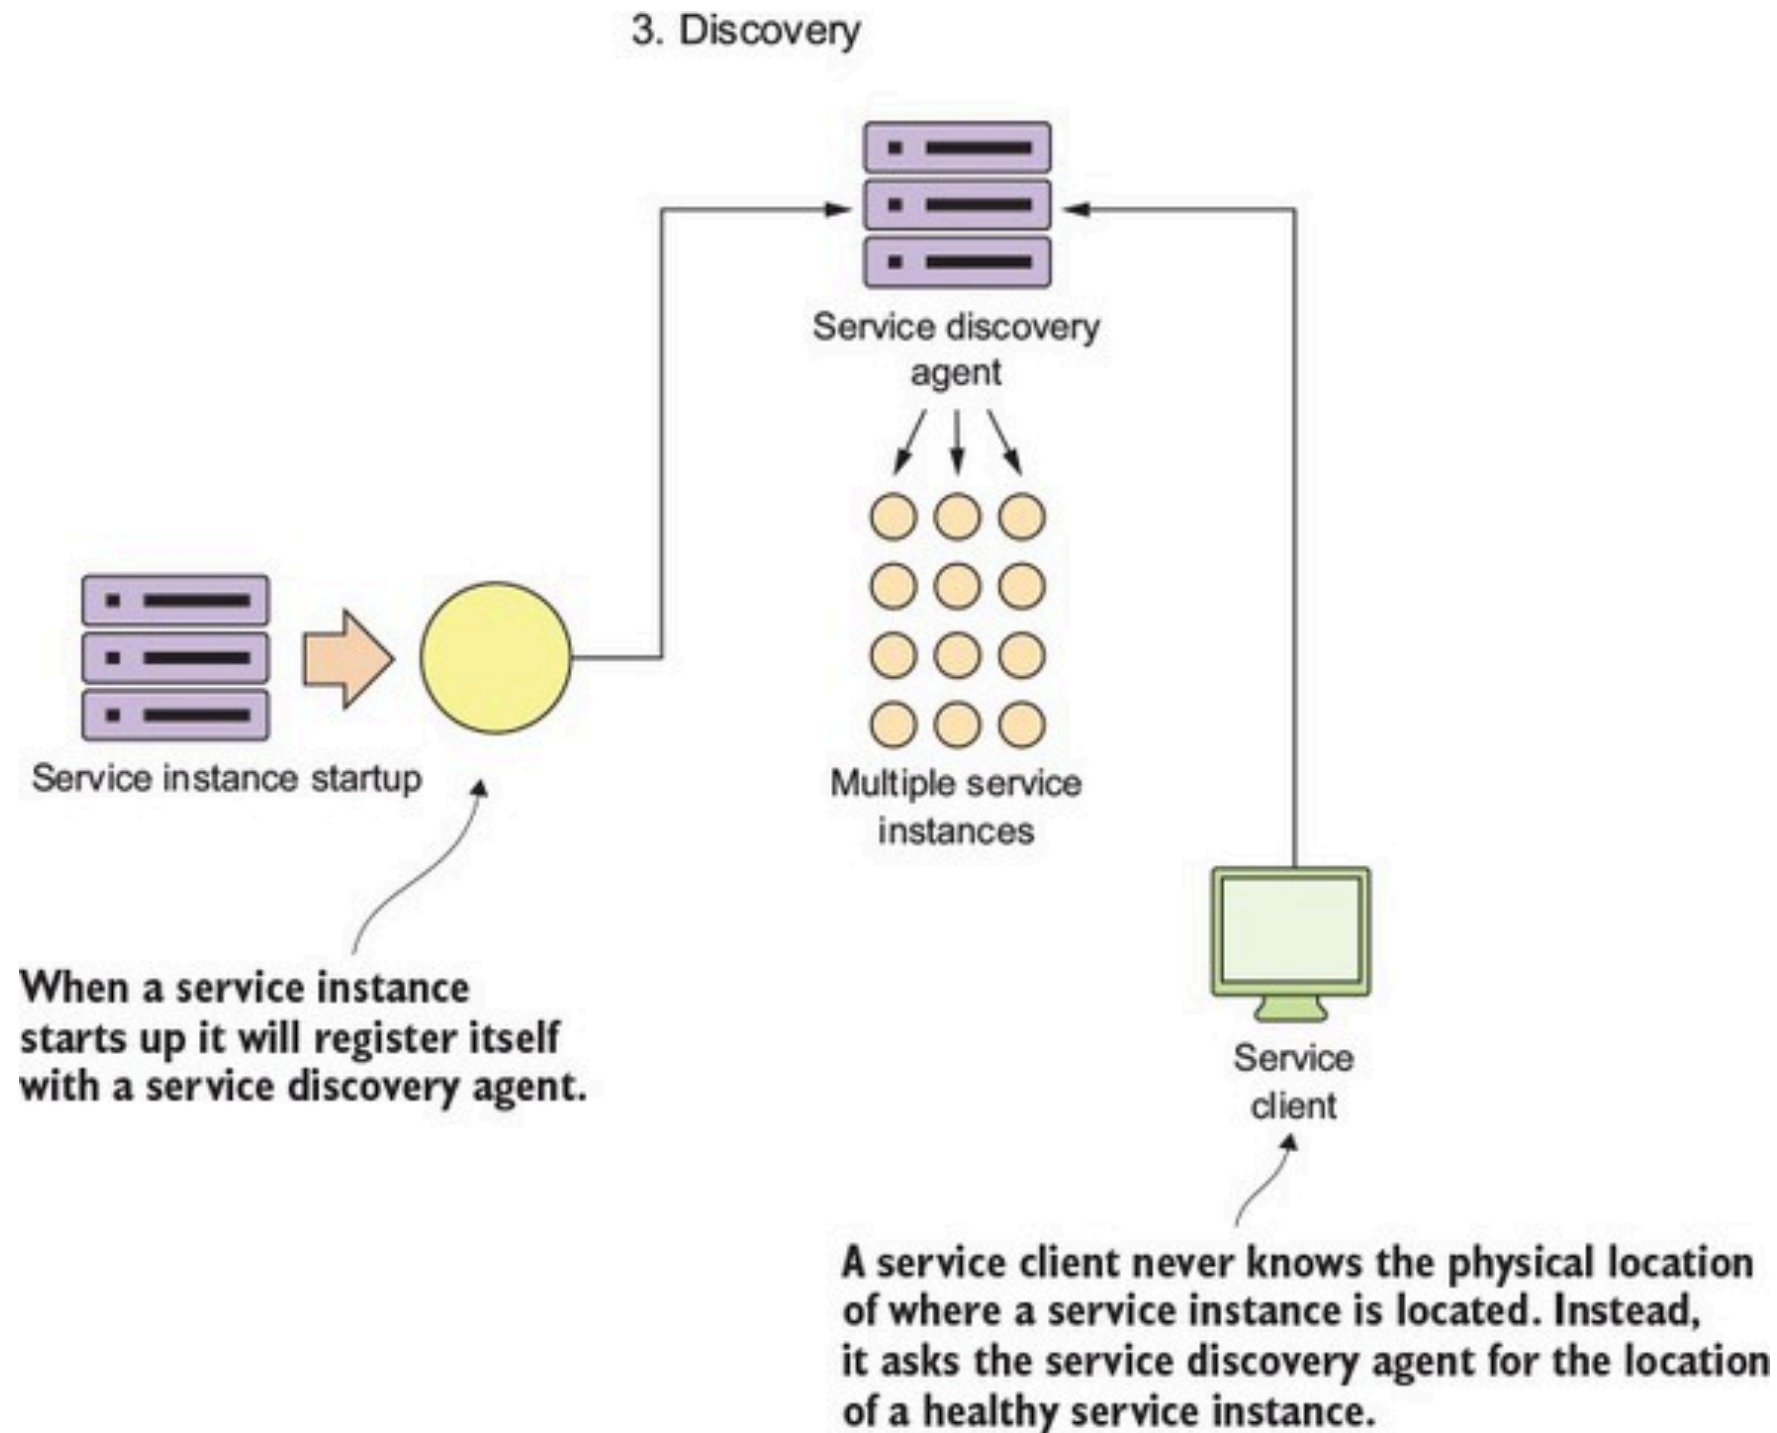 3. Discovery
Service discovery
agent
Service instance startup
Multiple service
instances
When a service instance
starts up it will register itself
with a service discovery agent.
Service
client
A service client never knows the physical location
of where a service instance is located. Instead,
it asks the service discovery agent for the location
of a healthy service instance.